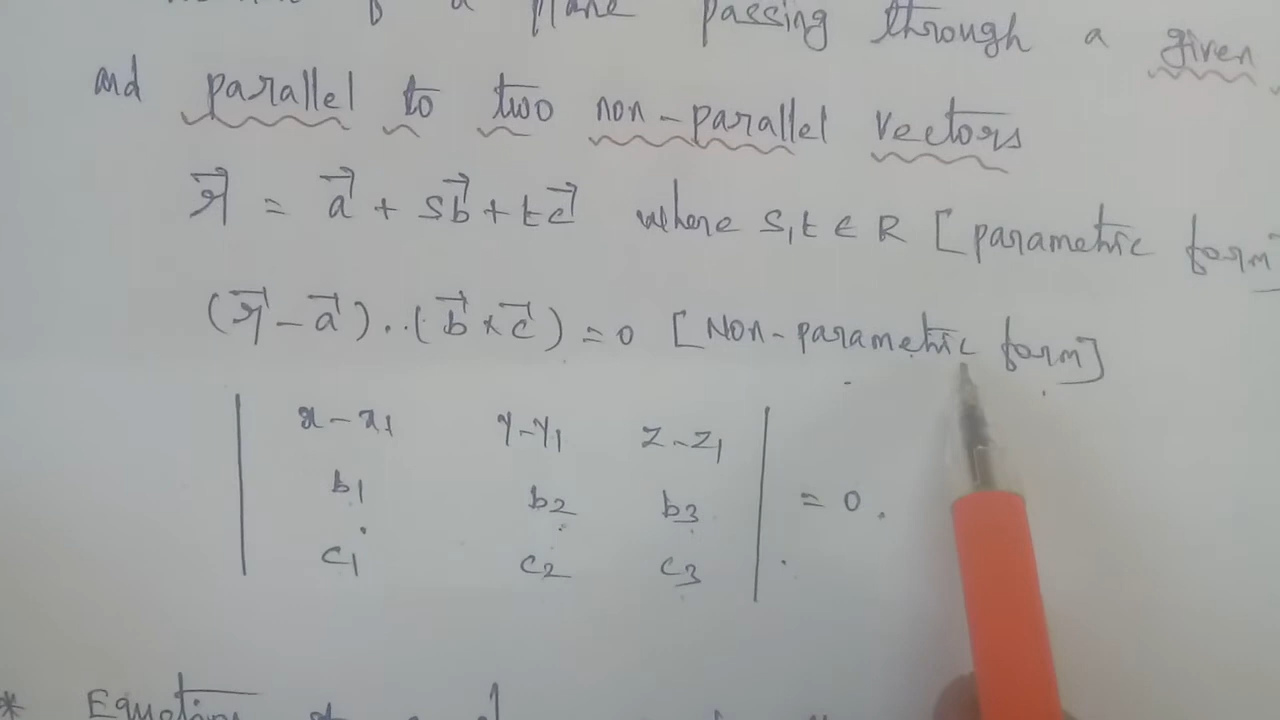 a plane passing through a given
and parallel to two non-parallel vectors
r⃗ = a⃗ + sb⃗ + tc⃗ where s,t ∈ R [parametric form]
(r⃗ - a⃗).(b⃗ × c⃗) = 0 [Non-parametric form]
| x-x₁ y-y₁ z-z₁ |
| b₁ b₂ b₃ | = 0.
| c₁ c₂ c₃ |
* Equation